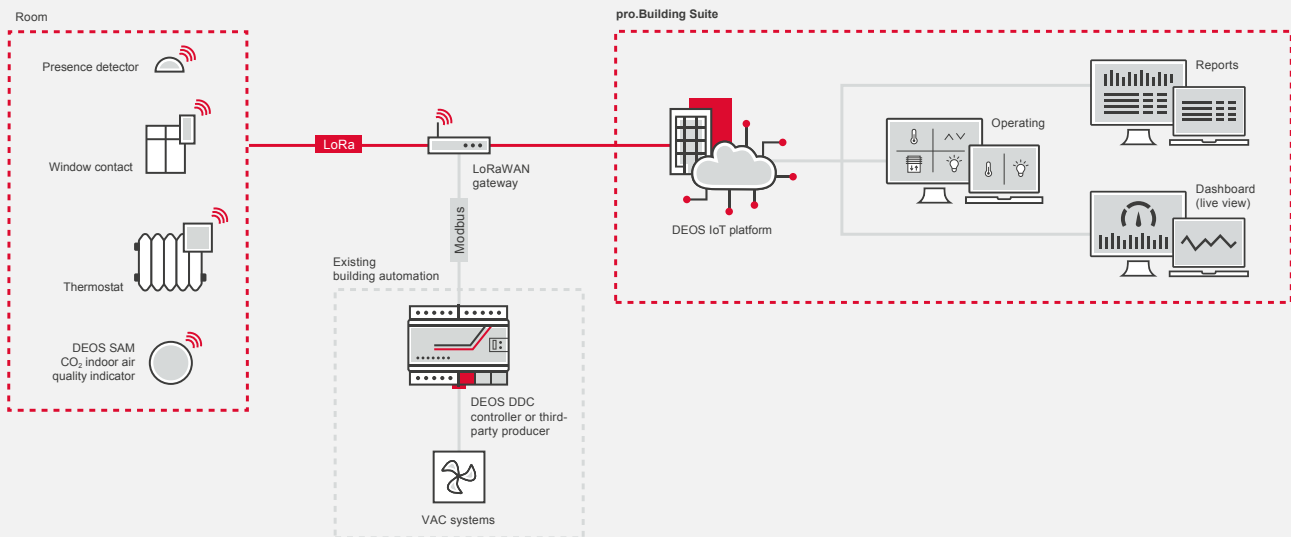 Room
Presence detector
Window contact
Thermostat
DEOS SAM
CO₂ indoor air
quality indicator
LoRa
LoRaWAN
gateway
Modbus
Existing
building automation
DEOS DDC
controller or third-
party producer
VAC systems
pro.Building Suite
DEOS IoT platform
Operating
Reports
Dashboard
(live view)